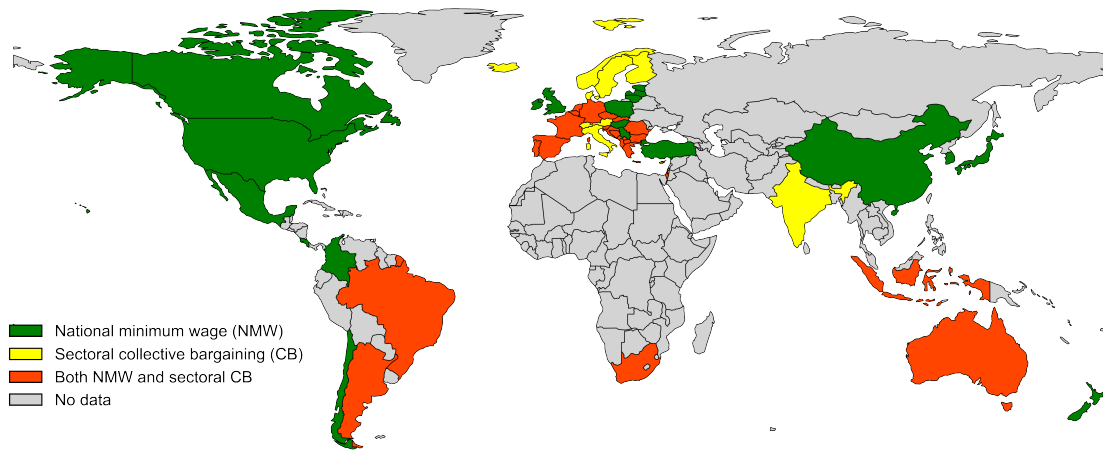 National minimum wage (NMW)
Sectoral collective bargaining (CB)
Both NMW and sectoral CB
No data